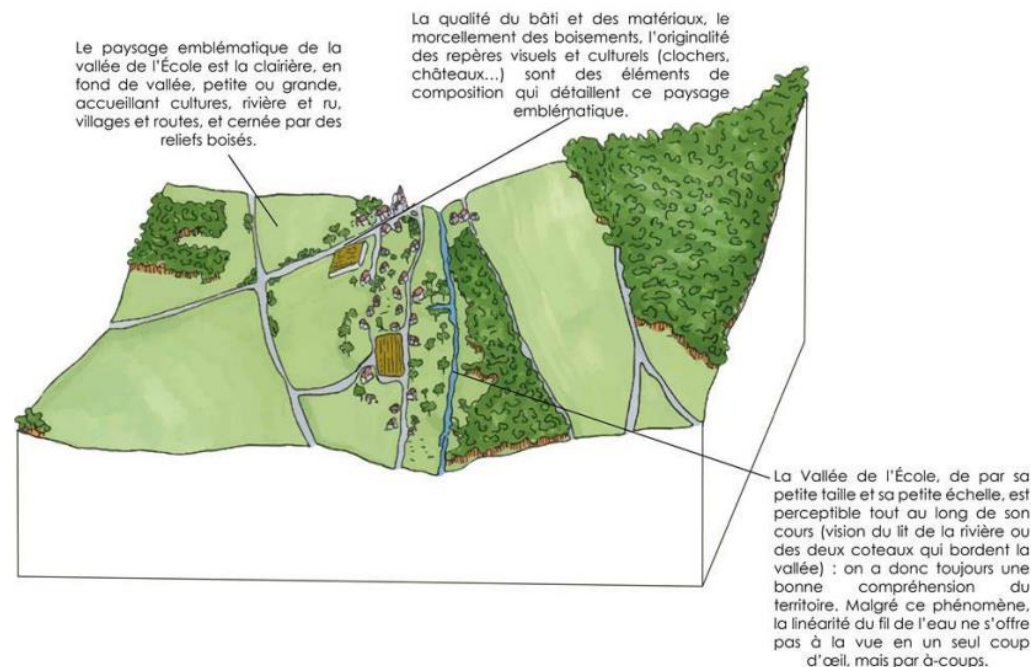 Le paysage emblématique de la
vallée de l'École est la clairière, en
fond de vallée, petite ou grande,
accueillant cultures, rivière et ru,
villages et routes, et cernée par des
reliefs boisés.
La qualité du bâti et des matériaux, le
morcellement des boisements, l'originalité
des repères visuels et culturels (clochers,
châteaux...) sont des éléments de
composition qui détaillent ce paysage
emblématique.
La Vallée de l'École, de par sa
petite taille et sa petite échelle, est
perceptible tout au long de son
cours (vision du lit de la rivière ou
des deux coteaux qui bordent la
vallée) : on a donc toujours une
bonne compréhension du
territoire. Malgré ce phénomène,
la linéarité du fil de l'eau ne s'offre
pas à la vue en un seul coup
d'œil, mais par à-coups.